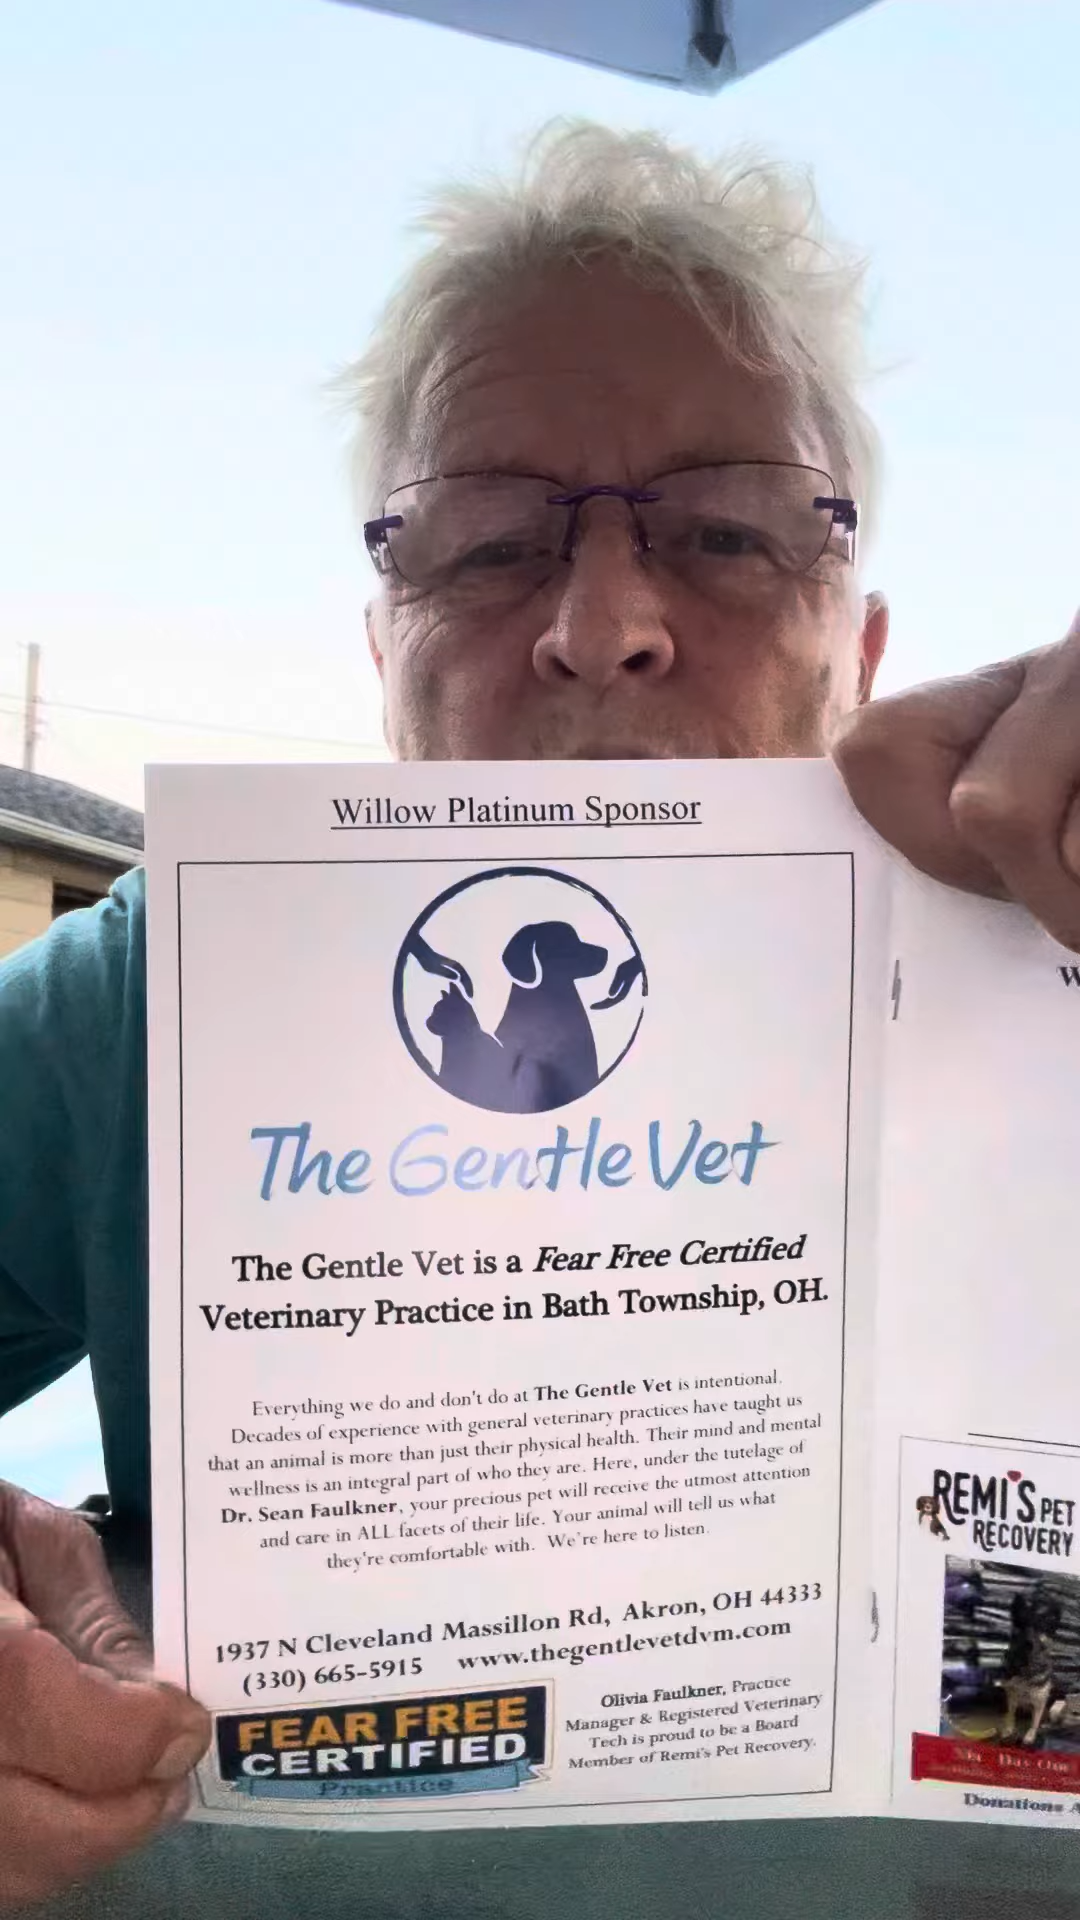 Willow Platinum Sponsor
The Gentle Vet
The Gentle Vet is a Fear Free Certified
Veterinary Practice in Bath Township, OH.
Everything we do and don't do at The Gentle Vet is intentional.
Decades of experience with general veterinary practices have taught us
that an animal is more than just their physical health. Their mind and mental
wellness is an integral part of who they are. Here, under the tutelage of
Dr. Sean Faulkner, your precious pet will receive the utmost attention
and care in ALL facets of their life. Your animal will tell us what
they're comfortable with. We're here to listen.
1937 N Cleveland Massillon Rd, Akron, OH 44333
(330) 665-5915 www.thegentlevetdvm.com
FEAR FREE
CERTIFIED
Practice
Olivia Faulkner, Practice
Manager & Registered Veterinary
Tech is proud to be a Board
Member of Remi's Pet Recovery.
W
REMI'S PET
RECOVERY
Day One
Donations A